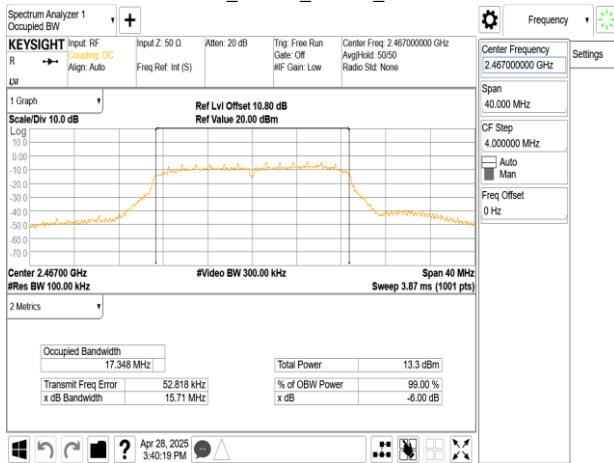 Spectrum Analyzer 1
Occupied BW
+
Frequency
KEYSIGHT
Input: RF
Coupling: DC
Align: Auto
Input Z: 50 Ω
Freq Ref: Int (S)
Atten: 20 dB
Trig: Free Run
Gate: Off
#IF Gain: Low
Center Freq: 2.467000000 GHz
Avg|Hold: 50/50
Radio Std: None
R
LXI
Center Frequency
2.467000000 GHz
Settings
Span
40.000 MHz
CF Step
4.000000 MHz
Auto
Man
Freq Offset
0 Hz
1 Graph
Ref Lvl Offset 10.80 dB
Scale/Div 10.0 dB
Ref Value 20.00 dBm
Log
10.0
0.00
-10.0
-20.0
-30.0
-40.0
-50.0
-60.0
-70.0
Center 2.46700 GHz
#Video BW 300.00 kHz
Span 40 MHz
#Res BW 100.00 kHz
Sweep 3.87 ms (1001 pts)
2 Metrics
Occupied Bandwidth
17.348 MHz
Total Power 13.3 dBm
Transmit Freq Error 52.818 kHz
% of OBW Power 99.00 %
x dB Bandwidth 15.71 MHz
x dB -6.00 dB
?
Apr 28, 2025
3:40:19 PM